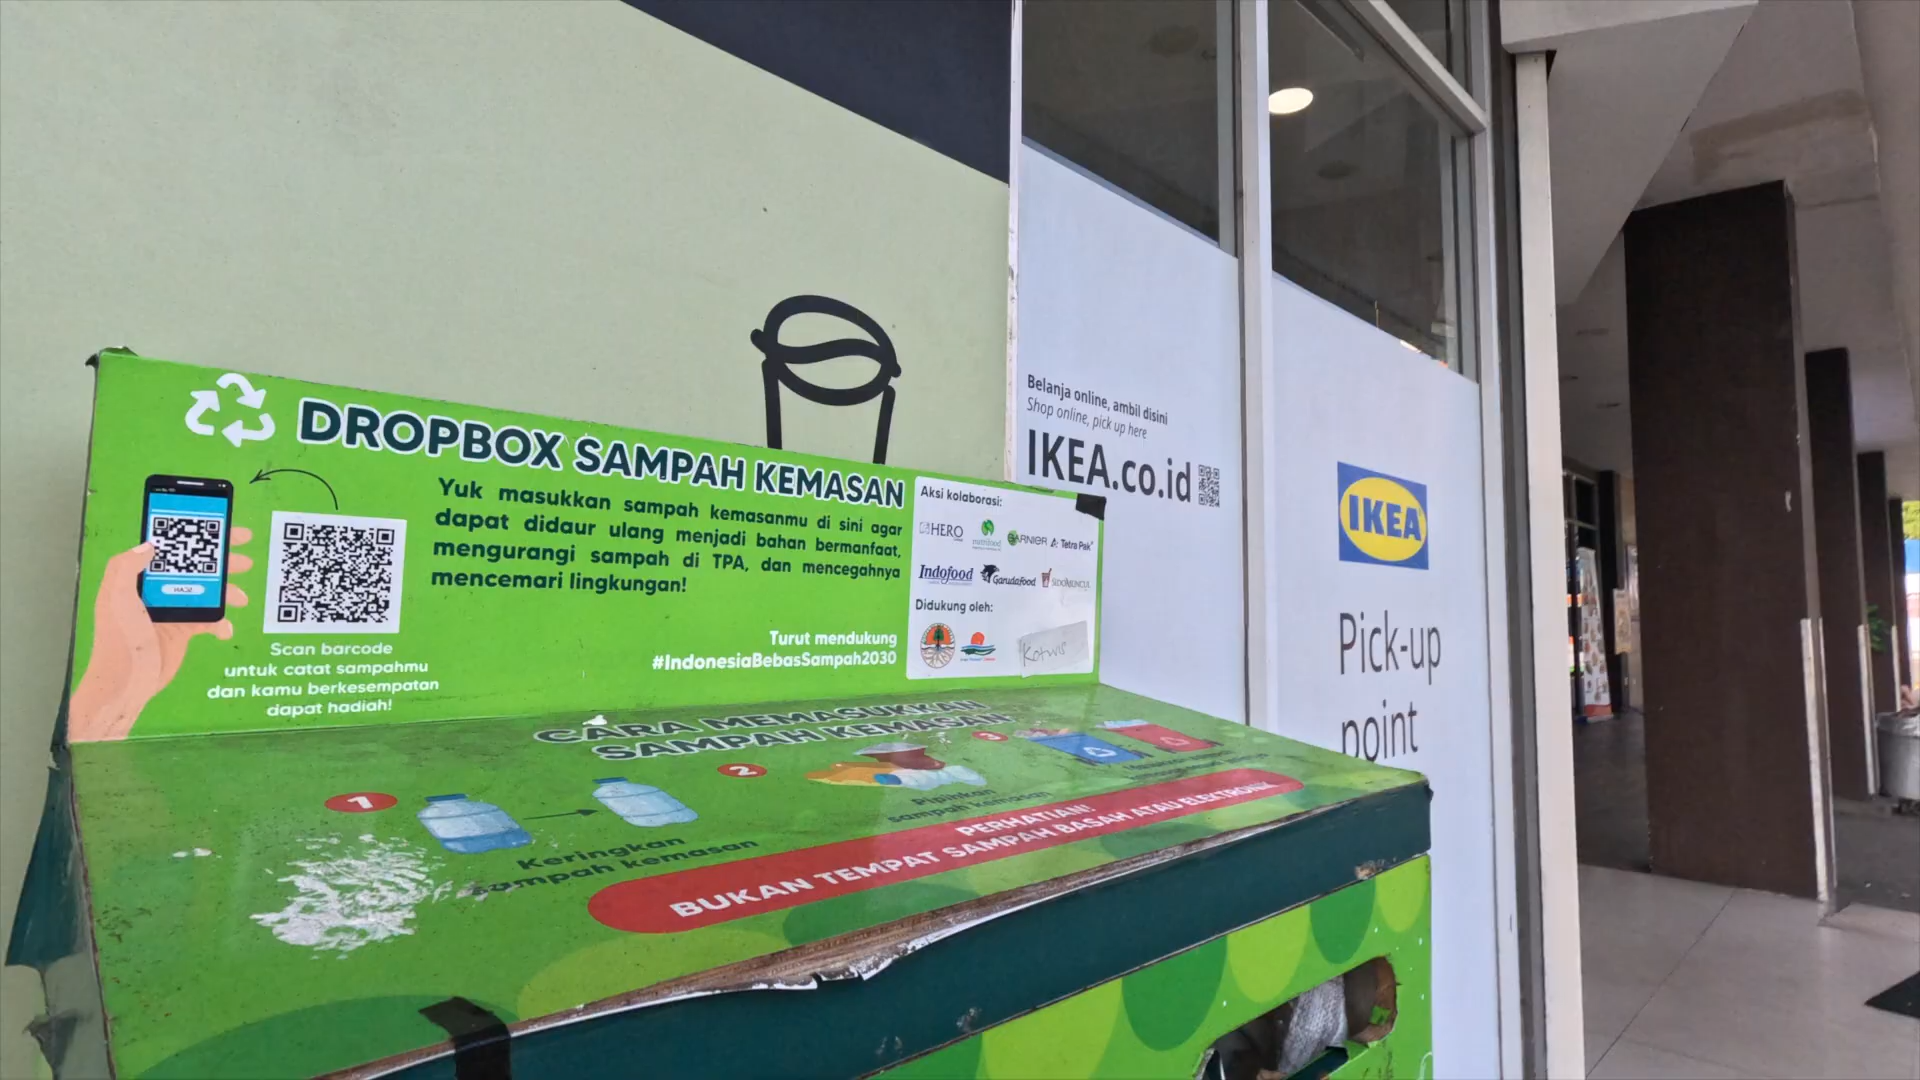 DROPBOX SAMPAH KEMASAN
Yuk masukkan sampah kemasanmu di sini agar
dapat didaur ulang menjadi bahan bermanfaat,
mengurangi sampah di TPA, dan mencegahnya
mencemari lingkungan!
Turut mendukung
#IndonesiaBebasSampah2030
Scan barcode
untuk catat sampahmu
dan kamu berkesempatan
dapat hadiah!
Aksi kolaborasi:
HERO
nutrifood
GARNIER
Tetra Pak
Indofood
Garudafood
SIDOMUNCUL
Didukung oleh:
CARA MEMASUKKAN
SAMPAH KEMASAN
1
Keringkan
sampah kemasan
2
Pipihkan
sampah kemasan
3
PERHATIAN!
BUKAN TEMPAT SAMPAH BASAH ATAU ELEKTRONIK
Belanja online, ambil disini
Shop online, pick up here
IKEA.co.id
IKEA
Pick-up
point